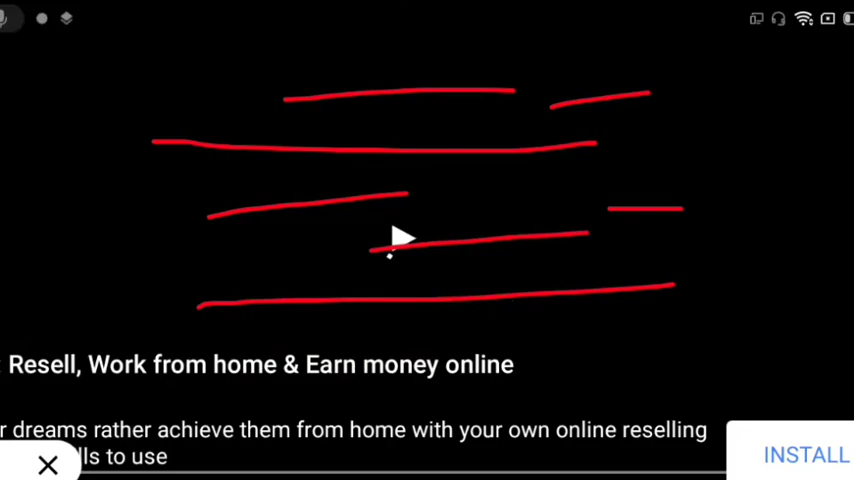 Resell, Work from home & Earn money online
dreams rather achieve them from home with your own online reselling
to use
INSTALL